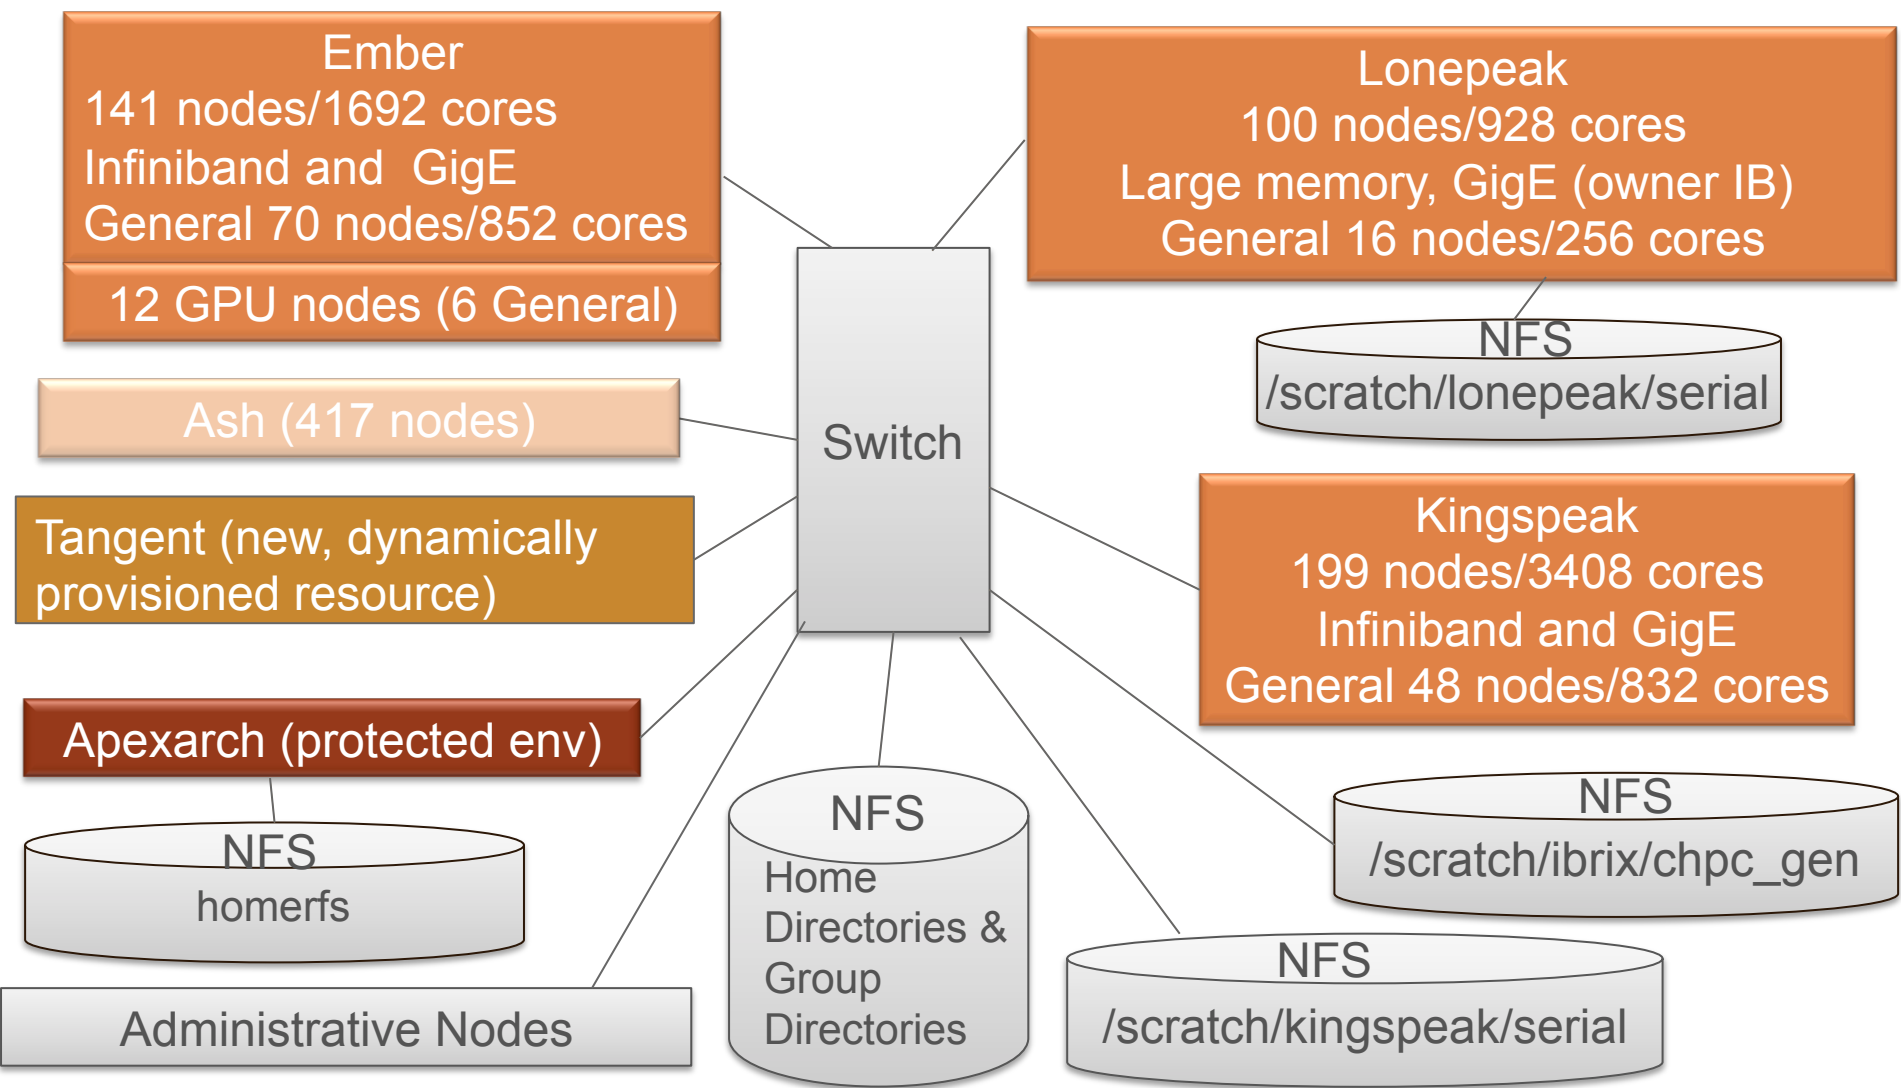 Ember
141 nodes/1692 cores
Infiniband and GigE
General 70 nodes/852 cores
12 GPU nodes (6 General)
Lonepeak
100 nodes/928 cores
Large memory, GigE (owner IB)
General 16 nodes/256 cores
NFS
/scratch/lonepeak/serial
Ash (417 nodes)
Switch
Tangent (new, dynamically
provisioned resource)
Kingspeak
199 nodes/3408 cores
Infiniband and GigE
General 48 nodes/832 cores
Apexarch (protected env)
NFS
homerfs
NFS
Home
Directories &
Group
Directories
NFS
/scratch/ibrix/chpc_gen
NFS
/scratch/kingspeak/serial
Administrative Nodes